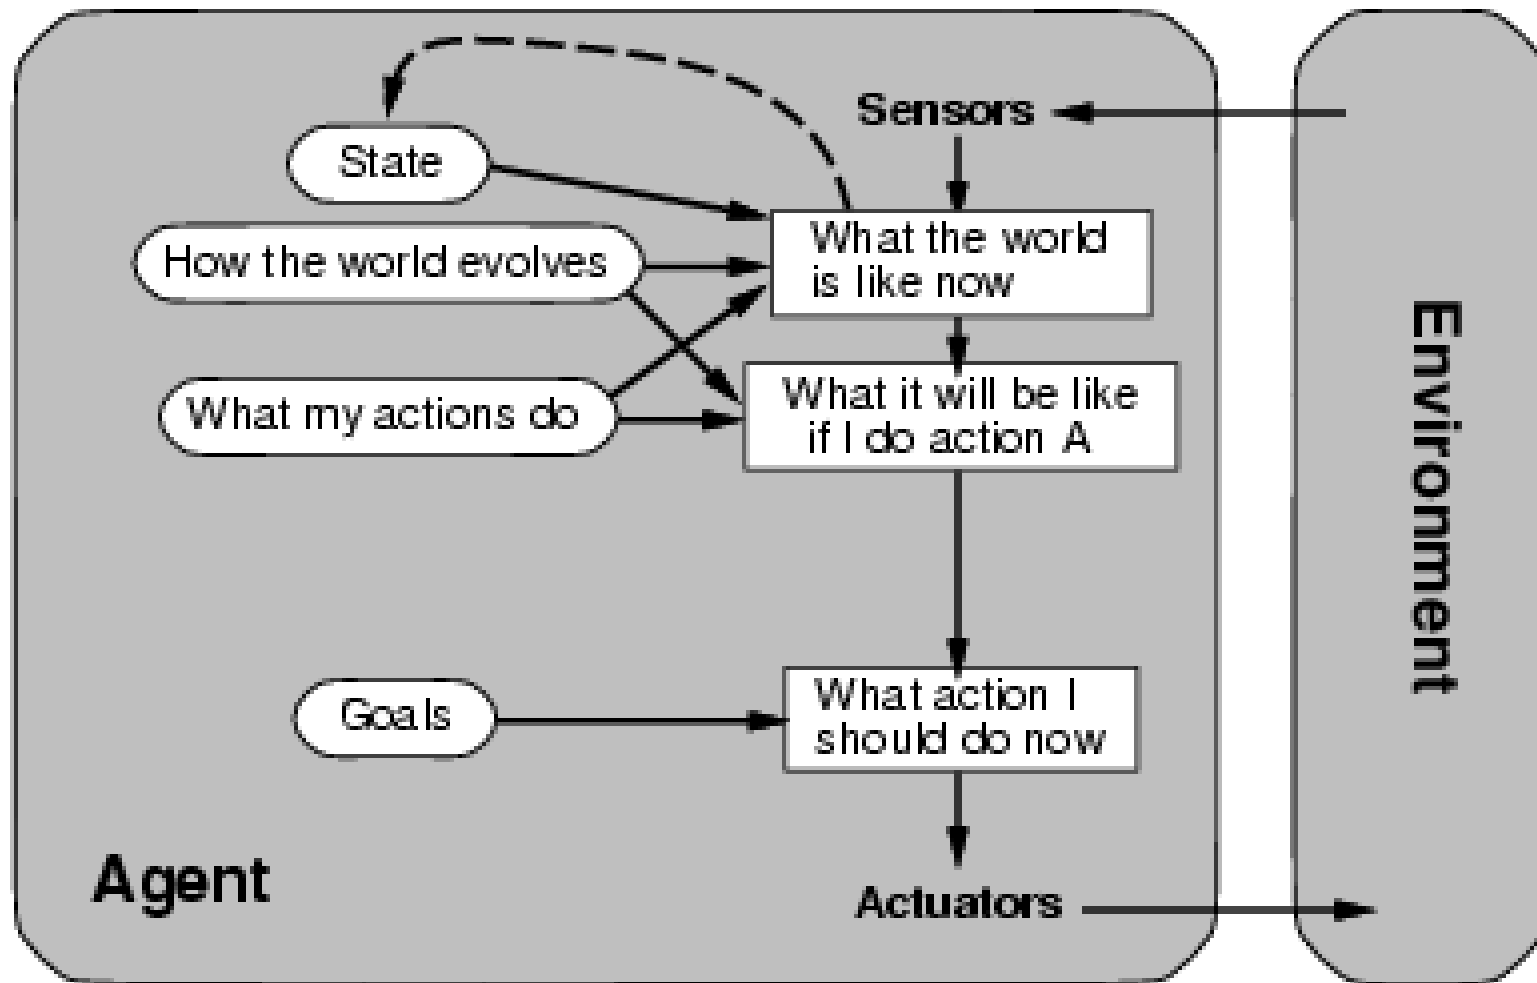 Sensors
State
What the world
is like now
How the world evolves
What my actions do
What it will be like
if I do action A
Goals
What action I
should do now
Agent
Actuators
Environment